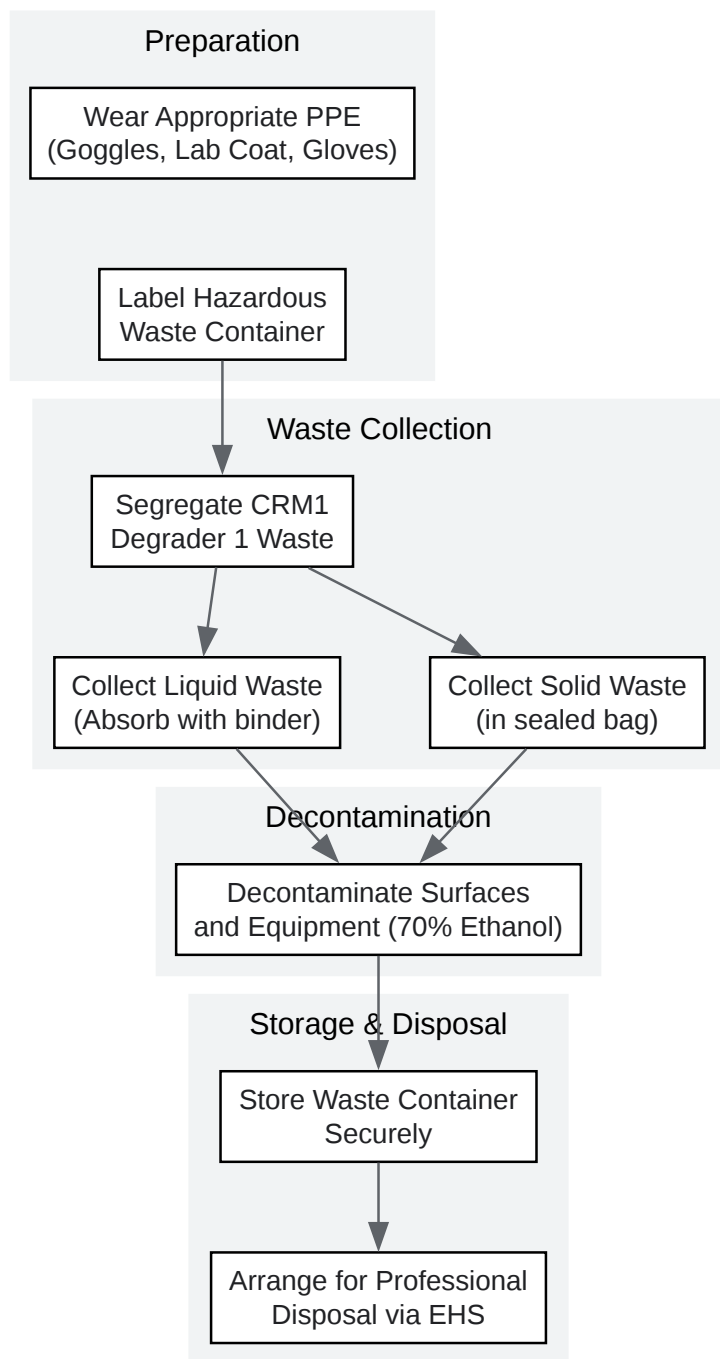 Preparation
Wear Appropriate PPE
(Goggles, Lab Coat, Gloves)
Label Hazardous
Waste Container
Waste Collection
Segregate CRM1
Degrader 1 Waste
Collect Liquid Waste
(Absorb with binder)
Collect Solid Waste
(in sealed bag)
Decontamination
Decontaminate Surfaces
and Equipment (70% Ethanol)
Storage & Disposal
Store Waste Container
Securely
Arrange for Professional
Disposal via EHS